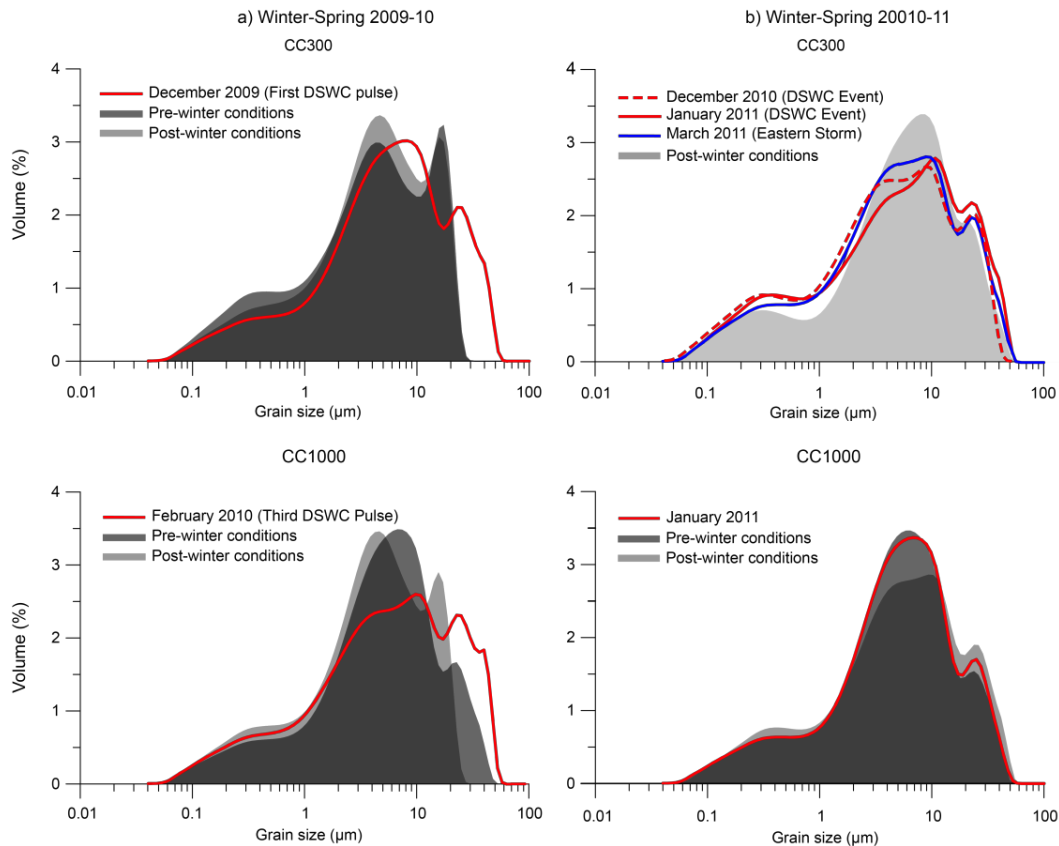 a) Winter-Spring 2009-10
CC300
4
3
2
1
0
Volume (%)
December 2009 (First DSWC pulse)
Pre-winter conditions
Post-winter conditions
0.01
0.1
1
10
100
Grain size (µm)
b) Winter-Spring 20010-11
CC300
4
3
2
1
0
December 2010 (DSWC Event)
January 2011 (DSWC Event)
March 2011 (Eastern Storm)
Post-winter conditions
0.01
0.1
1
10
100
Grain size (µm)
CC1000
4
3
2
1
0
Volume (%)
February 2010 (Third DSWC Pulse)
Pre-winter conditions
Post-winter conditions
0.01
0.1
1
10
100
Grain size (µm)
CC1000
4
3
2
1
0
January 2011
Pre-winter conditions
Post-winter conditions
0.01
0.1
1
10
100
Grain size (µm)